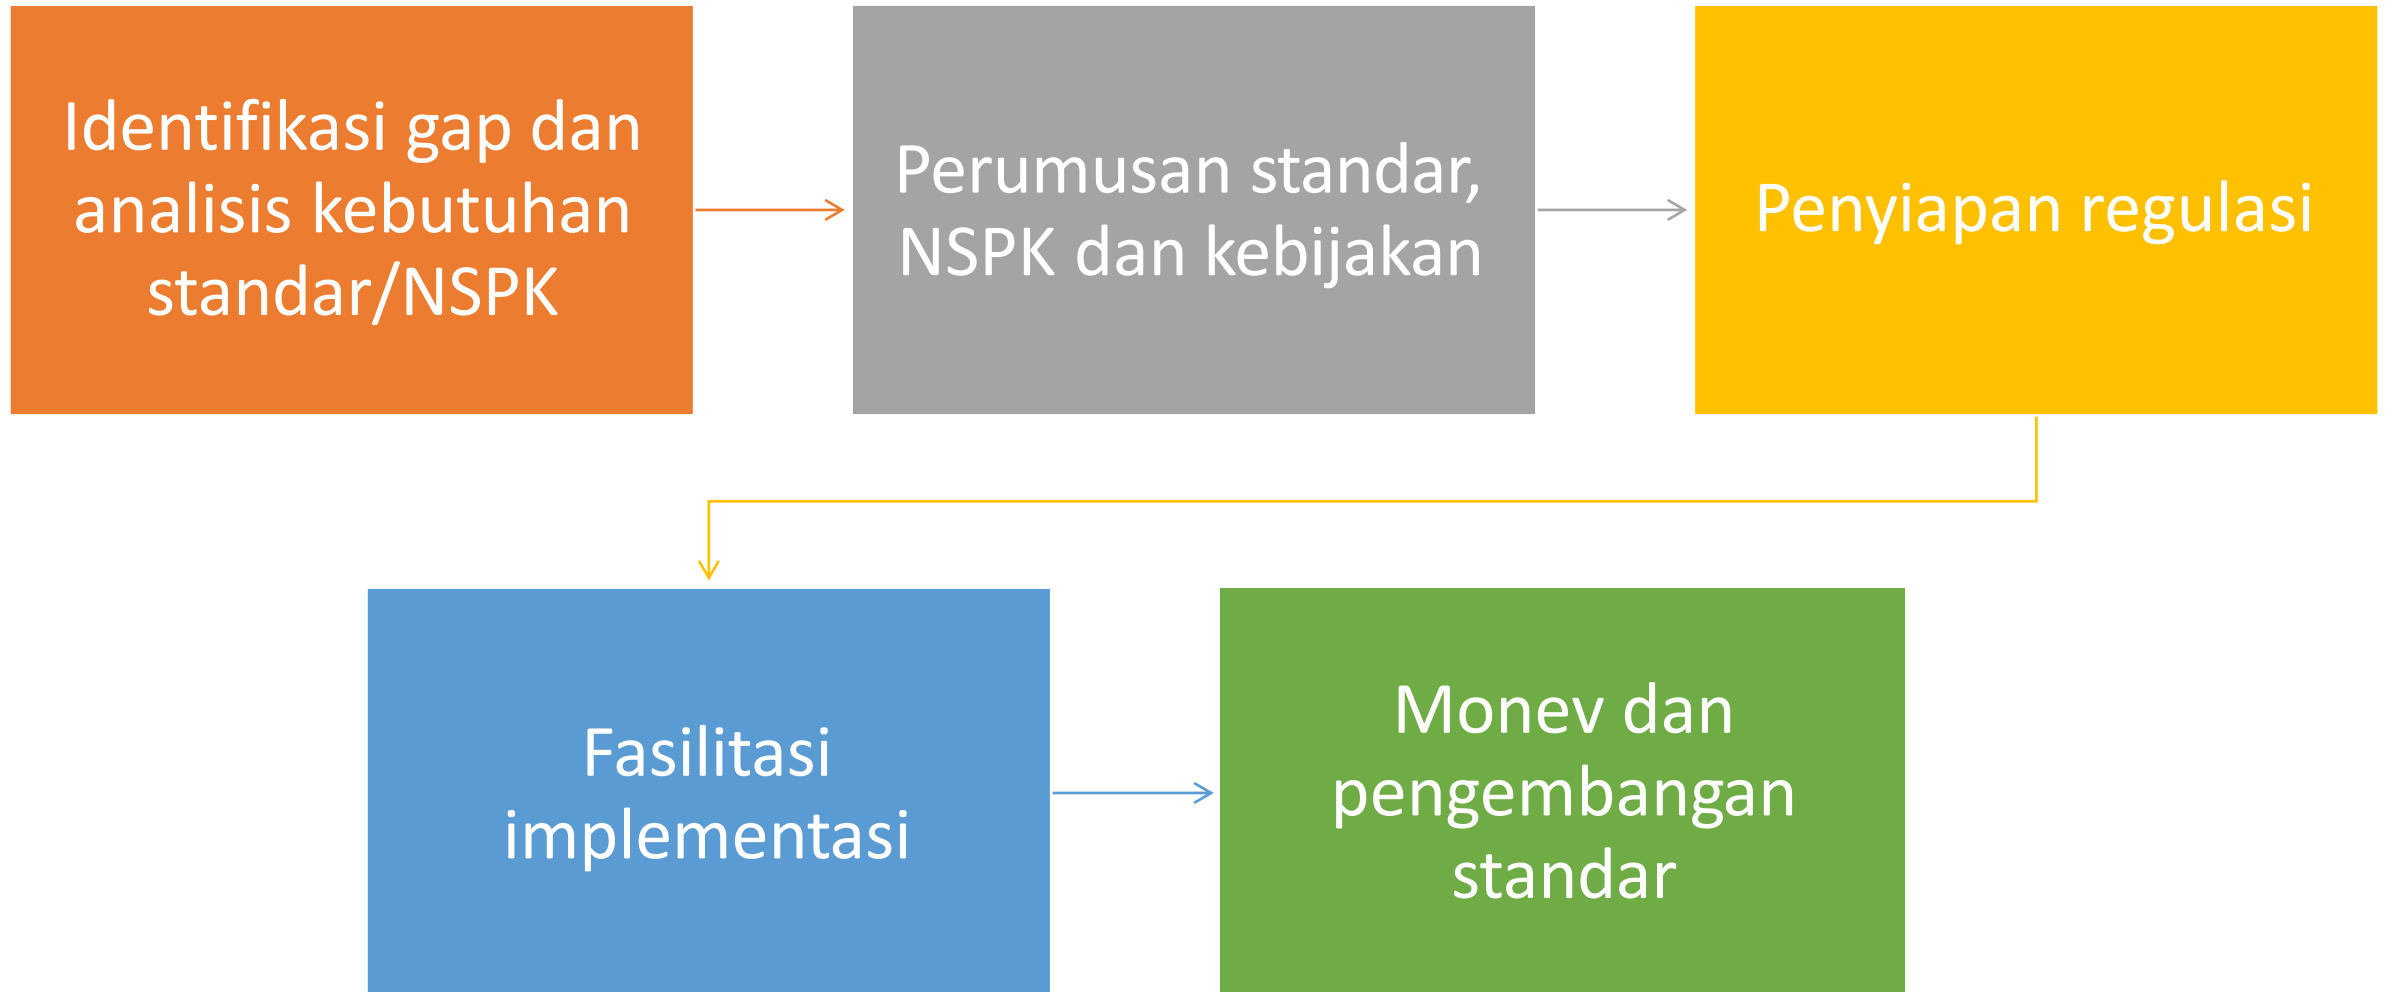 Identifikasi gap dan
analisis kebutuhan
standar/NSPK
Perumusan standar,
NSPK dan kebijakan
Penyiapan regulasi
Fasilitasi
implementasi
Monev dan
pengembangan
standar